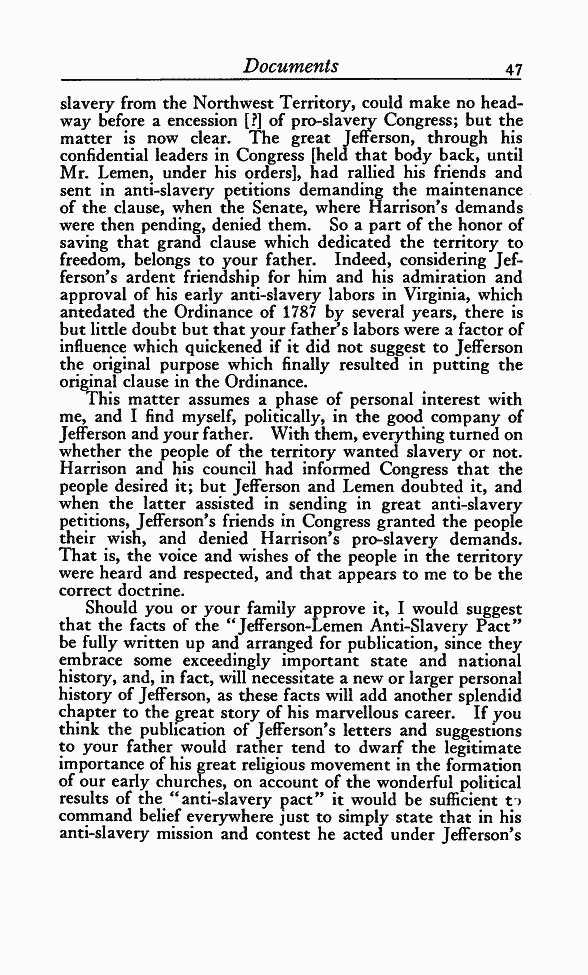 Documents 47
slavery from the Northwest Territory, could make no head-
way before a encession [?] of pro-slavery Congress; but the
matter is now clear. The great Jefferson, through his
confidential leaders in Congress [held that body back, until
Mr. Lemen, under his orders], had rallied his friends and
sent in anti-slavery petitions demanding the maintenance
of the clause, when the Senate, where Harrison's demands
were then pending, denied them. So a part of the honor of
saving that grand clause which dedicated the territory to
freedom, belongs to your father. Indeed, considering Jef-
ferson's ardent friendship for him and his admiration and
approval of his early anti-slavery labors in Virginia, which
antedated the Ordinance of 1787 by several years, there is
but little doubt but that your father's labors were a factor of
influence which quickened if it did not suggest to Jefferson
the original purpose which finally resulted in putting the
original clause in the Ordinance.
This matter assumes a phase of personal interest with
me, and I find myself, politically, in the good company of
Jefferson and your father. With them, everything turned on
whether the people of the territory wanted slavery or not.
Harrison and his council had informed Congress that the
people desired it; but Jefferson and Lemen doubted it, and
when the latter assisted in sending in great anti-slavery
petitions, Jefferson's friends in Congress granted the people
their wish, and denied Harrison's pro-slavery demands.
That is, the voice and wishes of the people in the territory
were heard and respected, and that appears to me to be the
correct doctrine.
Should you or your family approve it, I would suggest
that the facts of the "Jefferson-Lemen Anti-Slavery Pact"
be fully written up and arranged for publication, since they
embrace some exceedingly important state and national
history, and, in fact, will necessitate a new or larger personal
history of Jefferson, as these facts will add another splendid
chapter to the great story of his marvellous career. If you
think the publication of Jefferson's letters and suggestions
to your father would rather tend to dwarf the legitimate
importance of his great religious movement in the formation
of our early churches, on account of the wonderful political
results of the "anti-slavery pact" it would be sufficient to
command belief everywhere just to simply state that in his
anti-slavery mission and contest he acted under Jefferson's